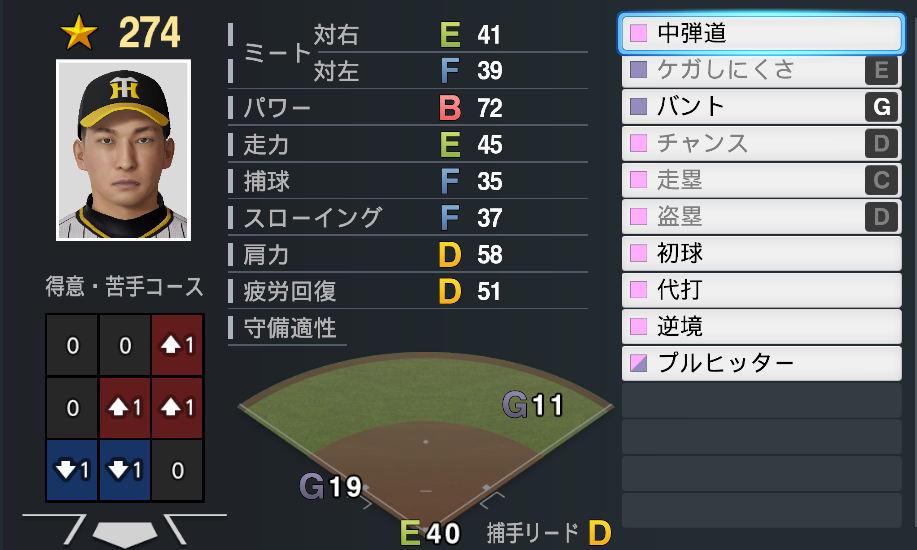 ★ 274
ミート 対右 E 41
対左 F 39
パワー B 72
走力 E 45
捕球 F 35
スローイング F 37
肩力 D 58
疲労回復 D 51
守備適性
G 11
G 19
E 40 捕手リード D
得意・苦手コース
0 0 ↑1
0 ↑1 ↑1
↓1 ↓1 0
中弾道
ケガしにくさ E
バント G
チャンス D
走塁 C
盗塁 D
初球
代打
逆境
プルヒッター